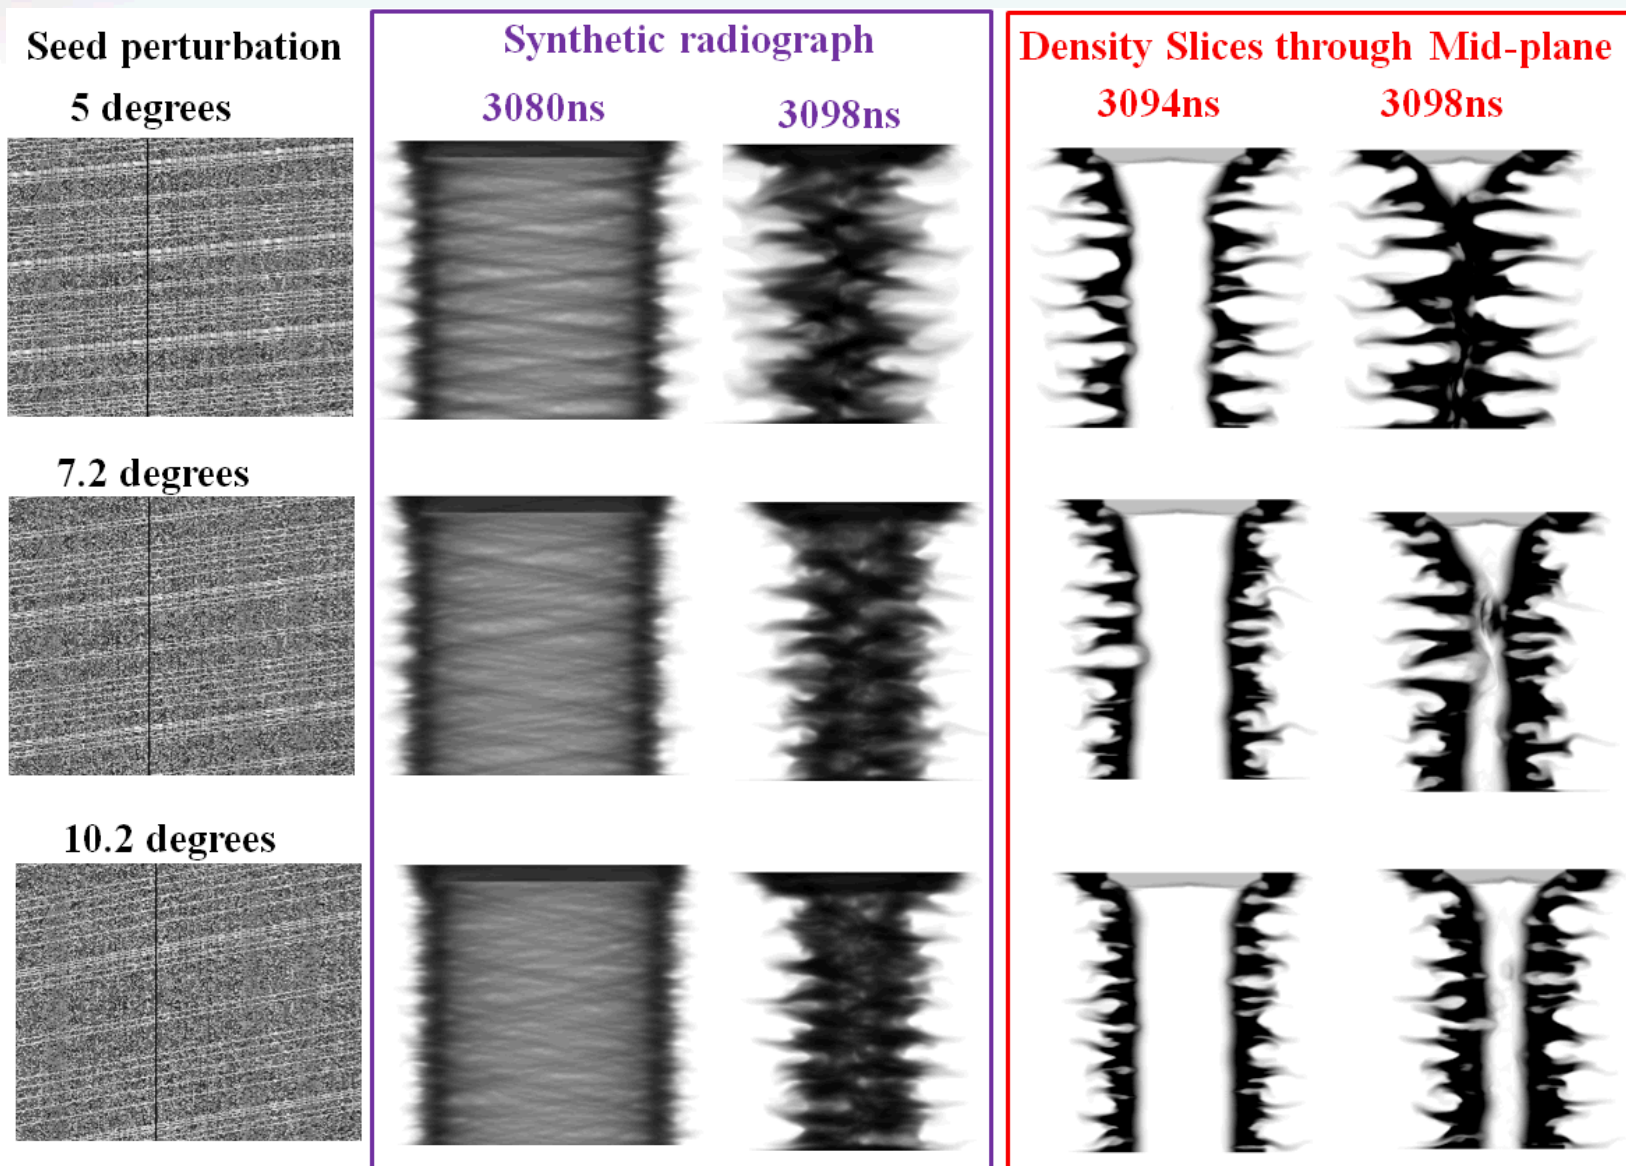 Seed perturbation
5 degrees
7.2 degrees
10.2 degrees
Synthetic radiograph
3080ns
3098ns
Density Slices through Mid-plane
3094ns
3098ns